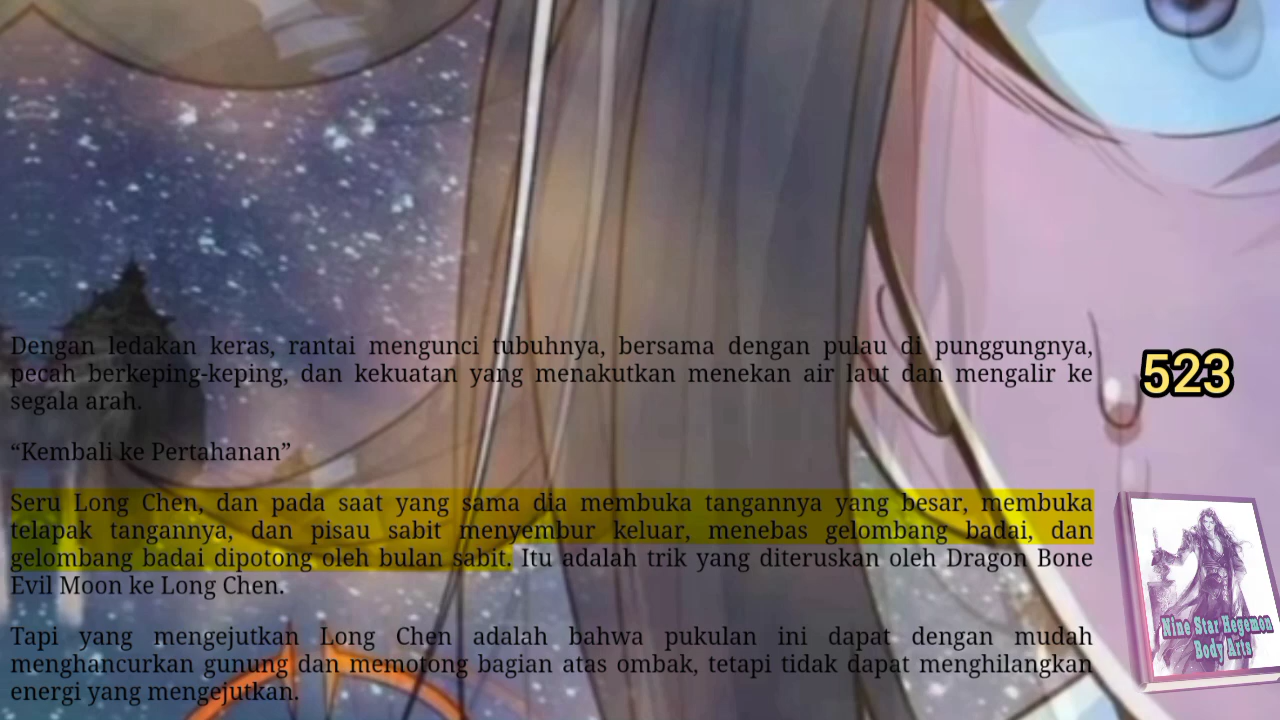 Dengan ledakan keras, rantai mengunci tubuhnya, bersama dengan pulau di punggungnya,
pecah berkeping-keping, dan kekuatan yang menakutkan menekan air laut dan mengalir ke
segala arah.
“Kembali ke Pertahanan”
Seru Long Chen, dan pada saat yang sama dia membuka tangannya yang besar, membuka
telapak tangannya, dan pisau sabit menyembur keluar, menebas gelombang badai, dan
gelombang badai dipotong oleh bulan sabit. Itu adalah trik yang diteruskan oleh Dragon Bone
Evil Moon ke Long Chen.
Tapi yang mengejutkan Long Chen adalah bahwa pukulan ini dapat dengan mudah
menghancurkan gunung dan memotong bagian atas ombak, tetapi tidak dapat menghilangkan
energi yang mengejutkan.
523
Nine Star Hegemon
Body Arts